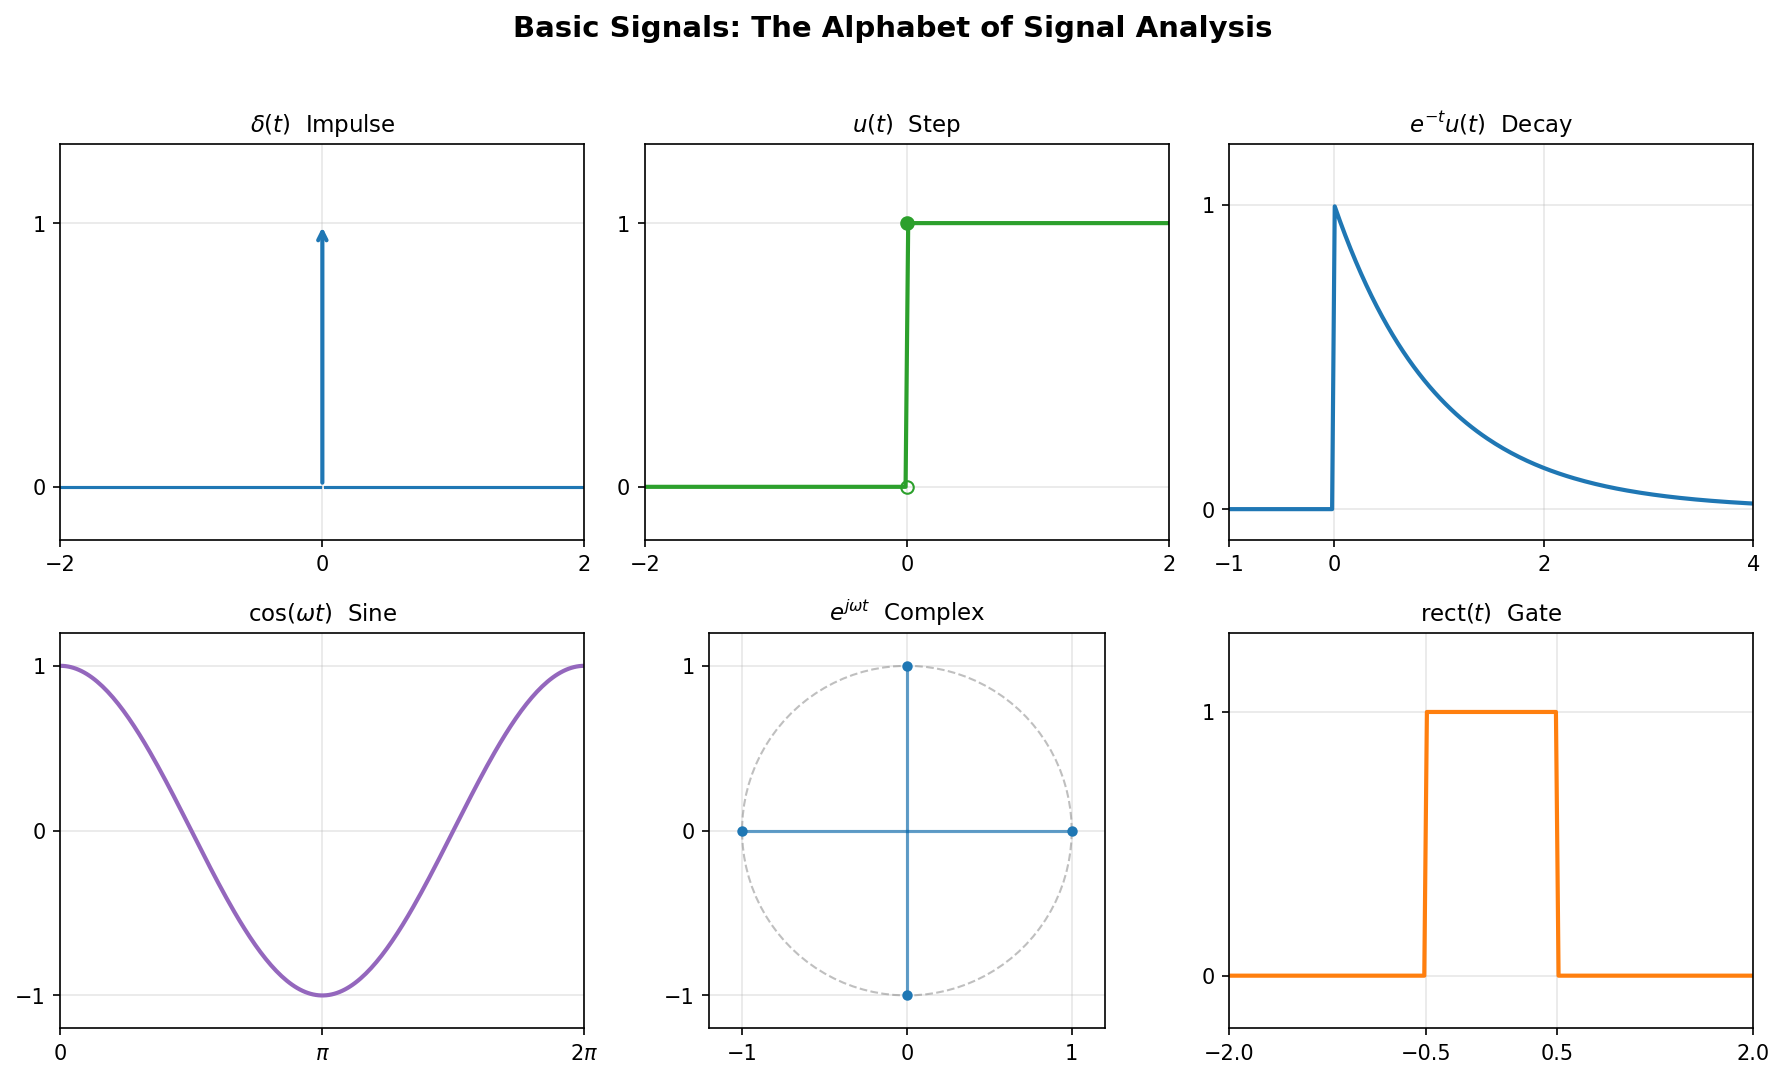 Basic Signals: The Alphabet of Signal Analysis
δ(t) Impulse
1
0
−2 0 2
u(t) Step
1
0
−2 0 2
e^{−t}u(t) Decay
1
0
−1 0 2 4
cos(ωt) Sine
1
0
−1
0 π 2π
e^{jωt} Complex
1
0
−1
−1 0 1
rect(t) Gate
1
0
−2.0 −0.5 0.5 2.0